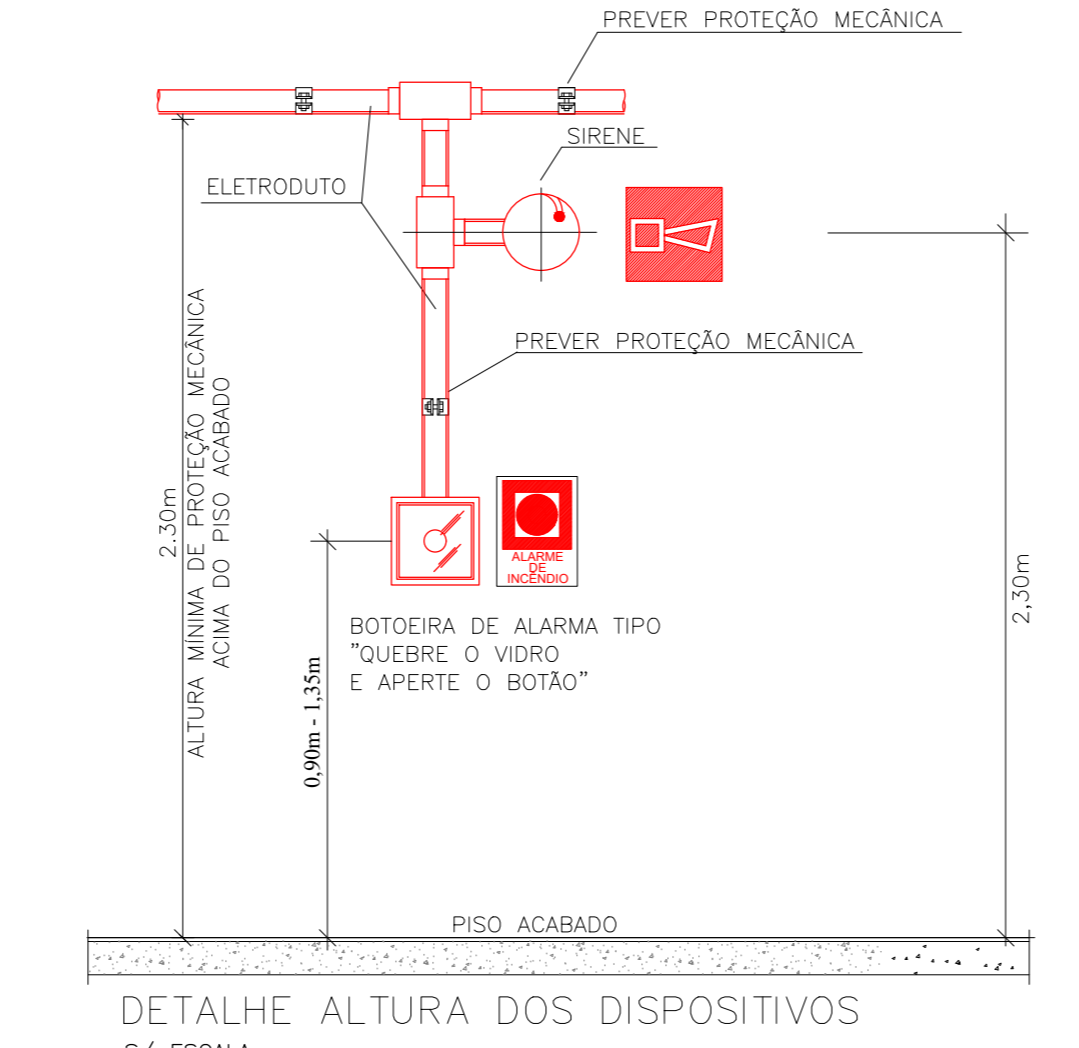 PREVER PROTEÇÃO MECÂNICA
SIRENE
ELETRODUTO
PREVER PROTEÇÃO MECÂNICA
2.30m
ALTURA MÍNIMA DE PROTEÇÃO MECÂNICA
ACIMA DO PISO ACABADO
ALARME
DE
INCÊNDIO
2,30m
BOTOEIRA DE ALARMA TIPO
"QUEBRE O VIDRO
E APERTE O BOTÃO"
0,90m - 1,35m
PISO ACABADO
DETALHE ALTURA DOS DISPOSITIVOS
S/ ESCALA